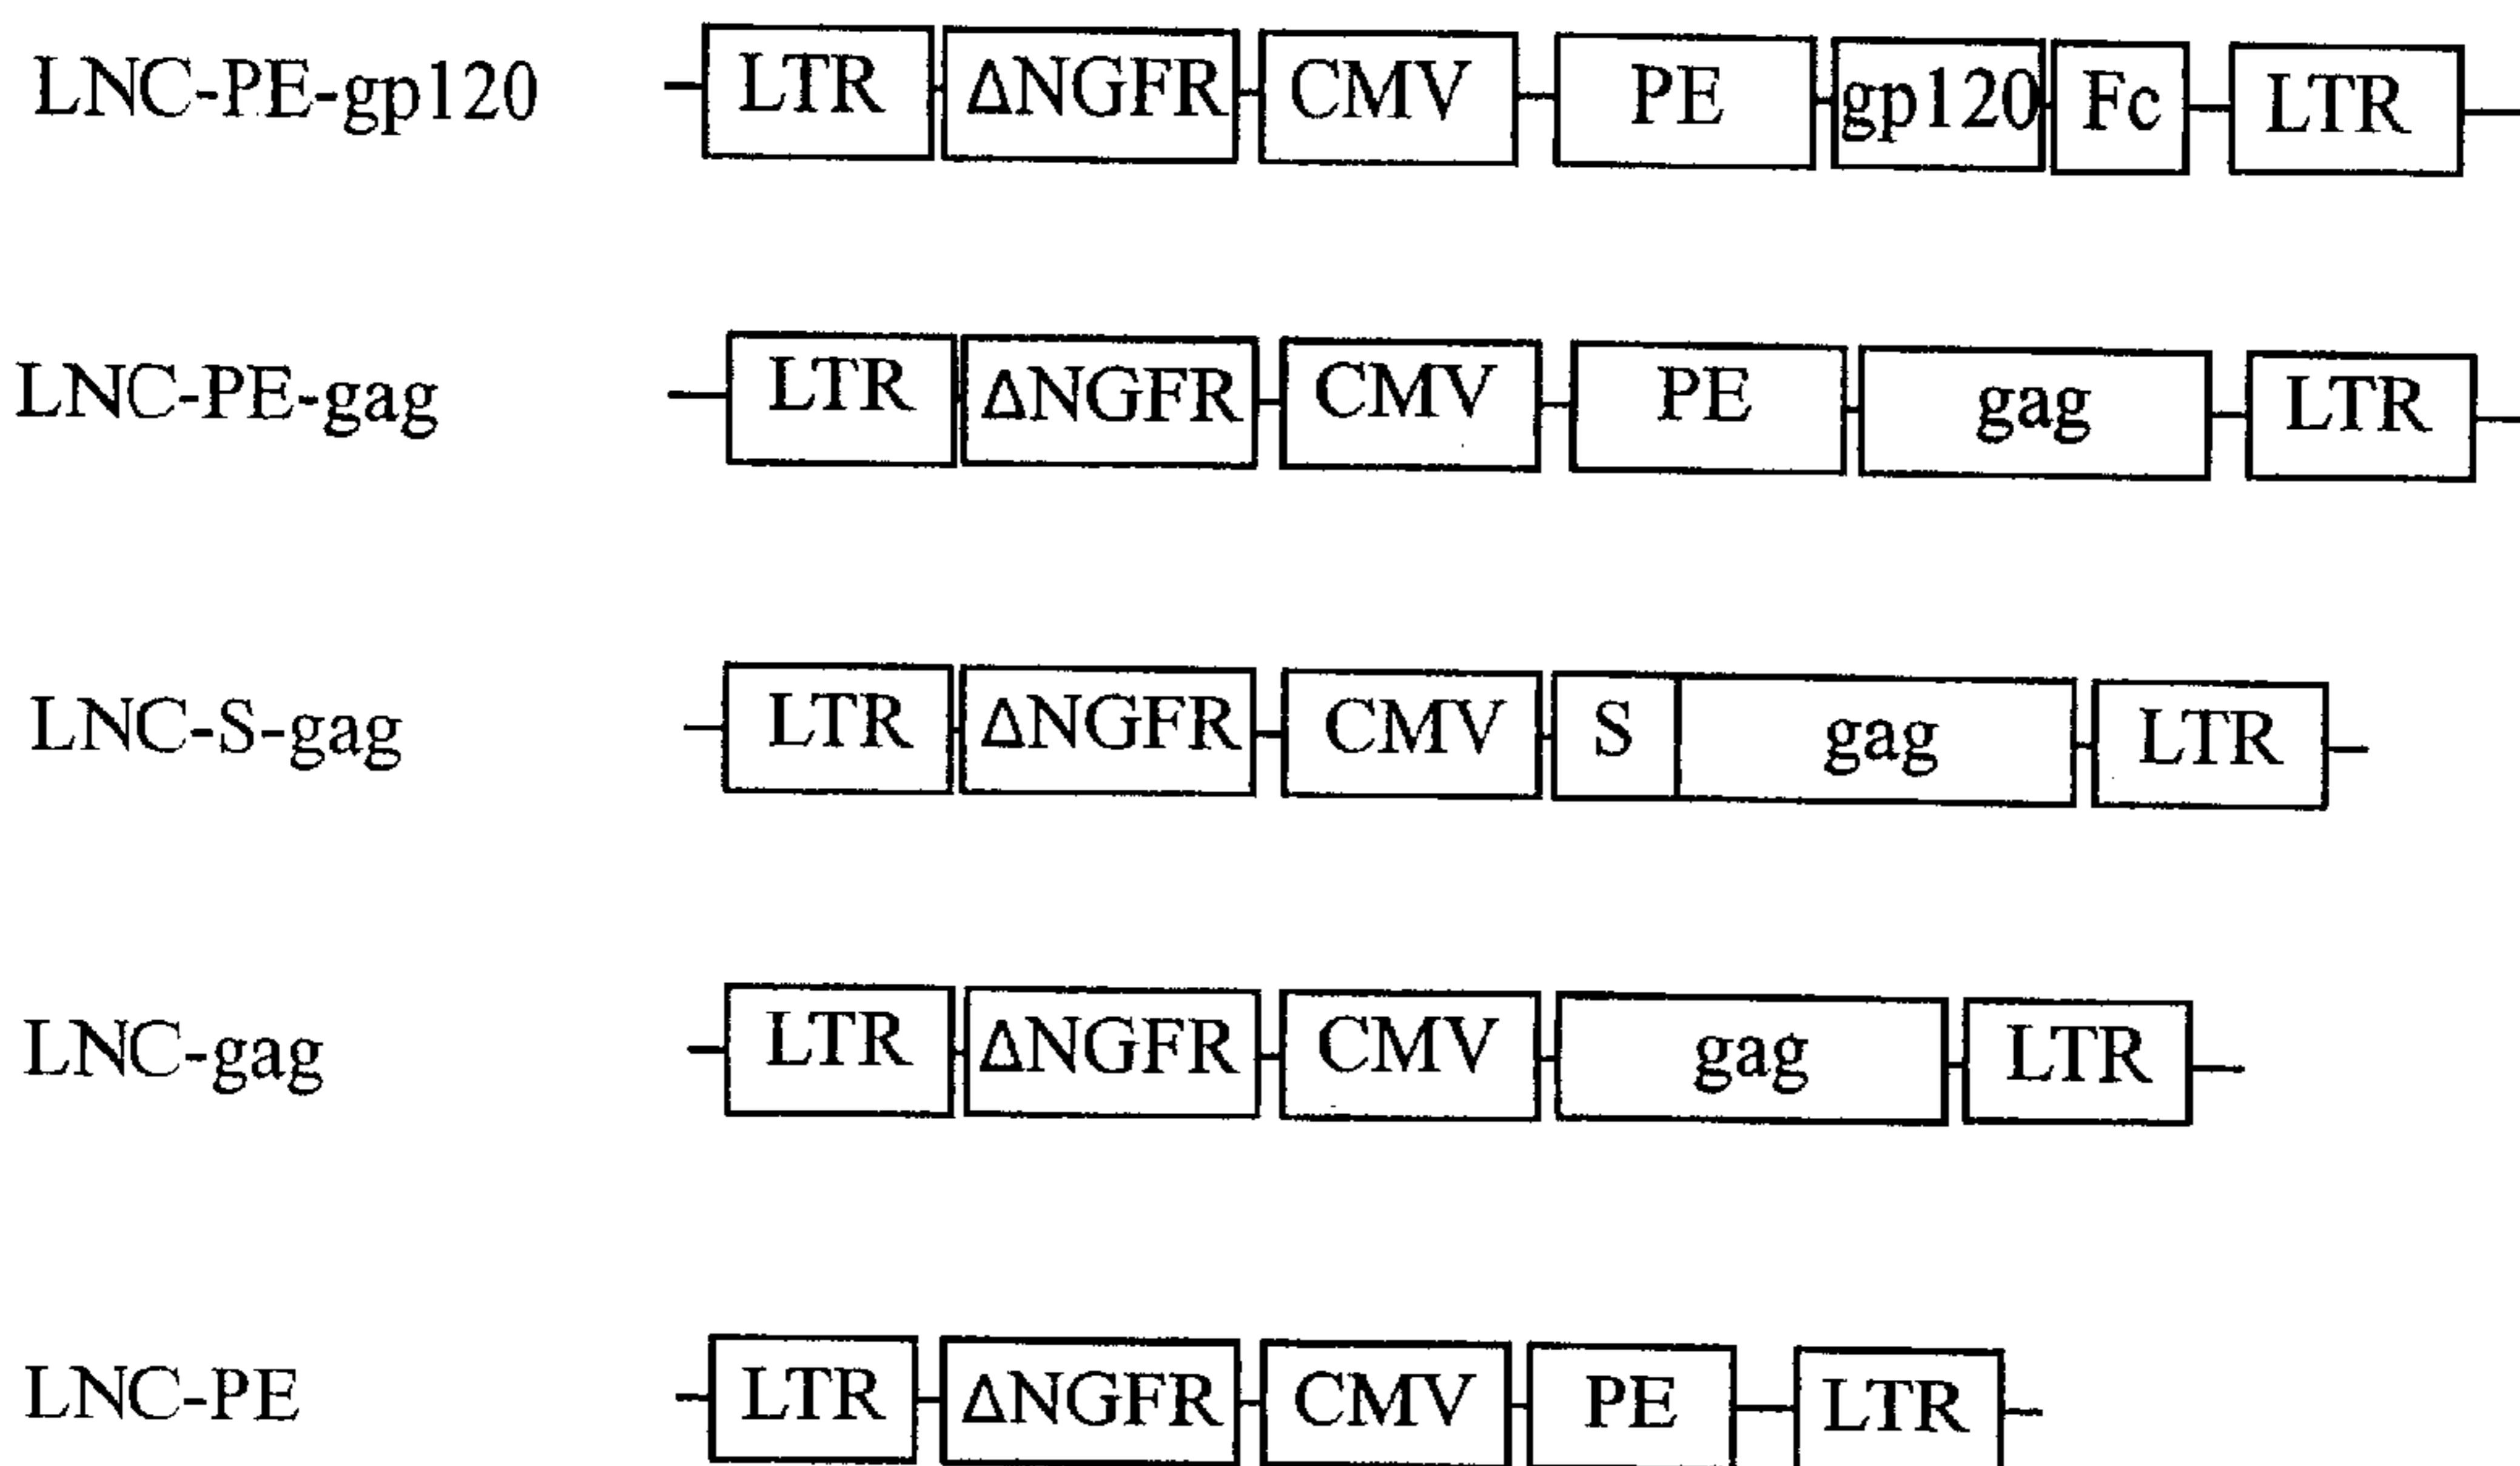 LNC-PE-gp120 LTR ΔNGFR CMV PE gp120 Fc LTR
LNC-PE-gag LTR ΔNGFR CMV PE gag LTR
LNC-S-gag LTR ΔNGFR CMV S gag LTR
LNC-gag LTR ΔNGFR CMV gag LTR
LNC-PE LTR ΔNGFR CMV PE LTR